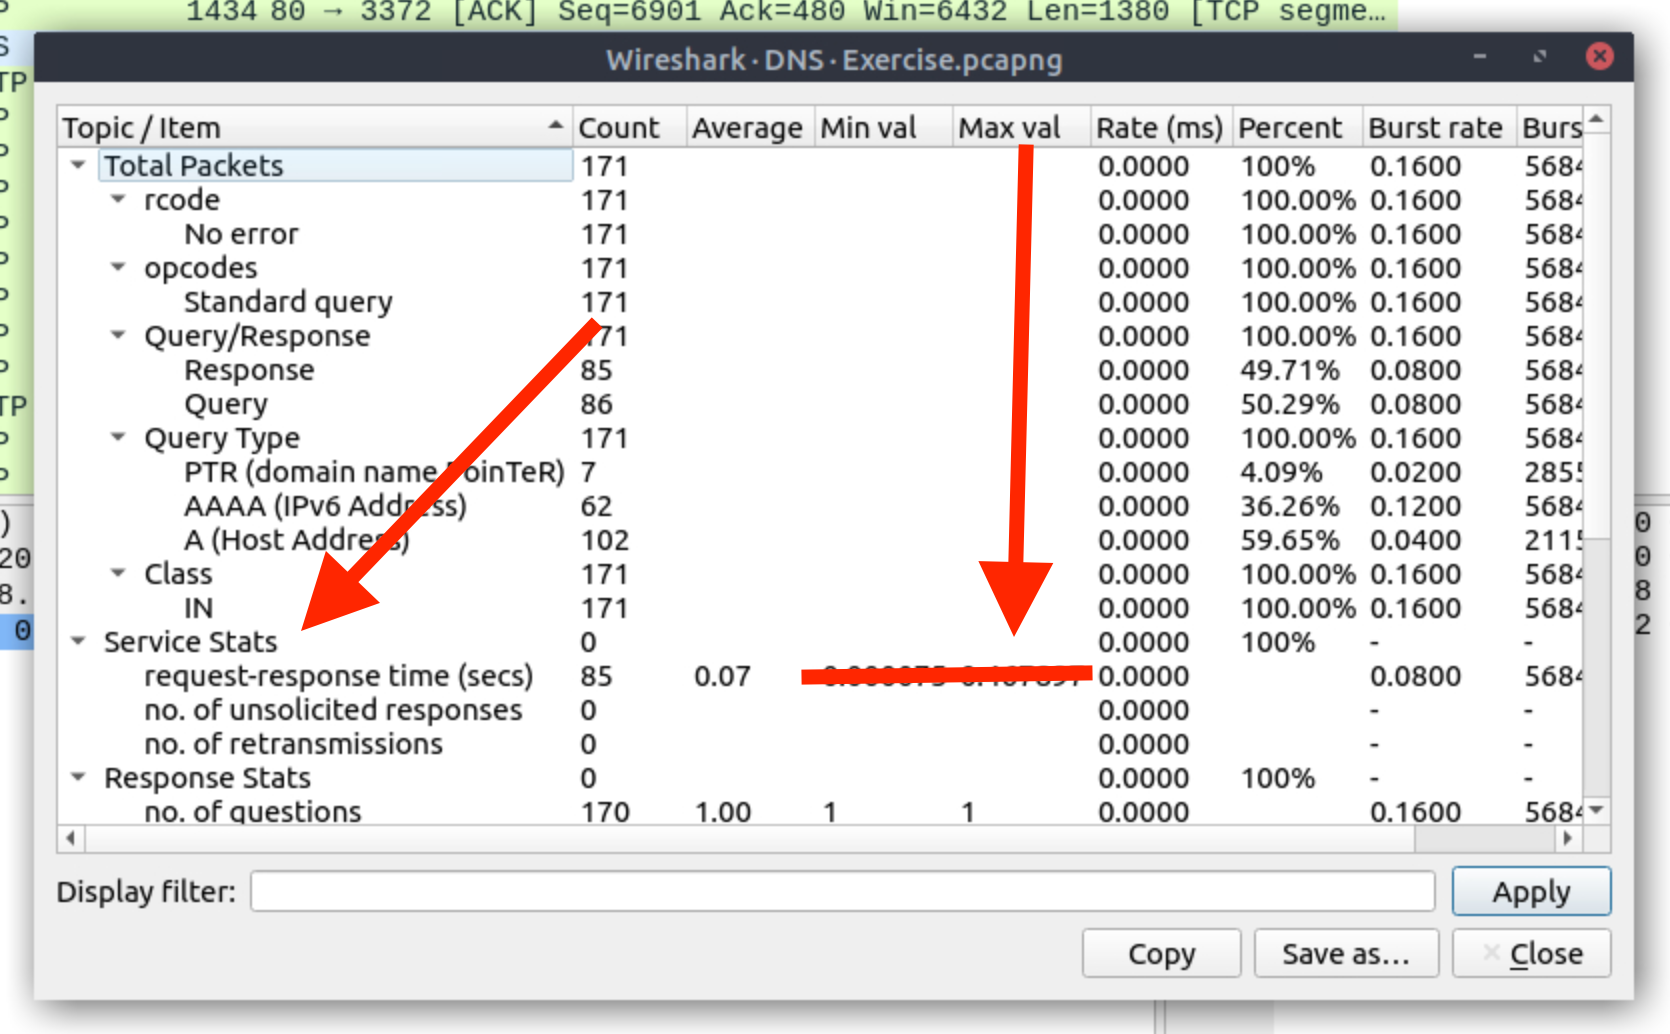 1434 80 → 3372 [ACK] Seq=6901 Ack=480 Win=6432 Len=1380 [TCP segme…
Wireshark · DNS · Exercise.pcapng
Topic / Item Count Average Min val Max val Rate (ms) Percent Burst rate Burs
Total Packets 171 0.0000 100% 0.1600 5684
rcode 171 0.0000 100.00% 0.1600 5684
No error 171 0.0000 100.00% 0.1600 5684
opcodes 171 0.0000 100.00% 0.1600 5684
Standard query 171 0.0000 100.00% 0.1600 5684
Query/Response 171 0.0000 100.00% 0.1600 5684
Response 85 0.0000 49.71% 0.0800 5684
Query 86 0.0000 50.29% 0.0800 5684
Query Type 171 0.0000 100.00% 0.1600 5684
PTR (domain name PoinTeR) 7 0.0000 4.09% 0.0200 2855
AAAA (IPv6 Address) 62 0.0000 36.26% 0.1200 5684
A (Host Address) 102 0.0000 59.65% 0.0400 2115
Class 171 0.0000 100.00% 0.1600 5684
IN 171 0.0000 100.00% 0.1600 5684
Service Stats 0 0.0000 100% - -
request-response time (secs) 85 0.07 0.0000 0.0800 5684
no. of unsolicited responses 0 0.0000 - -
no. of retransmissions 0 0.0000 - -
Response Stats 0 0.0000 100% - -
no. of questions 170 1.00 1 1 0.0000 0.1600 5684
Display filter:
Apply
Copy Save as… Close